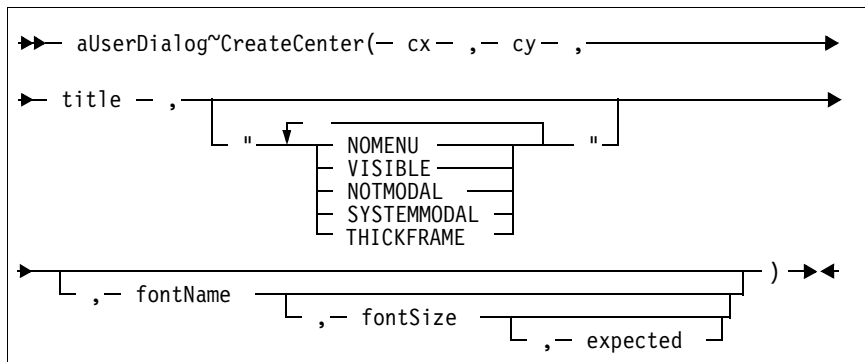 aUserDialog~CreateCenter( cx , cy ,
title ,
" NOMENU "
VISIBLE
NOTMODAL
SYSTEMMODAL
THICKFRAME
)
, fontName
, fontSize
, expected